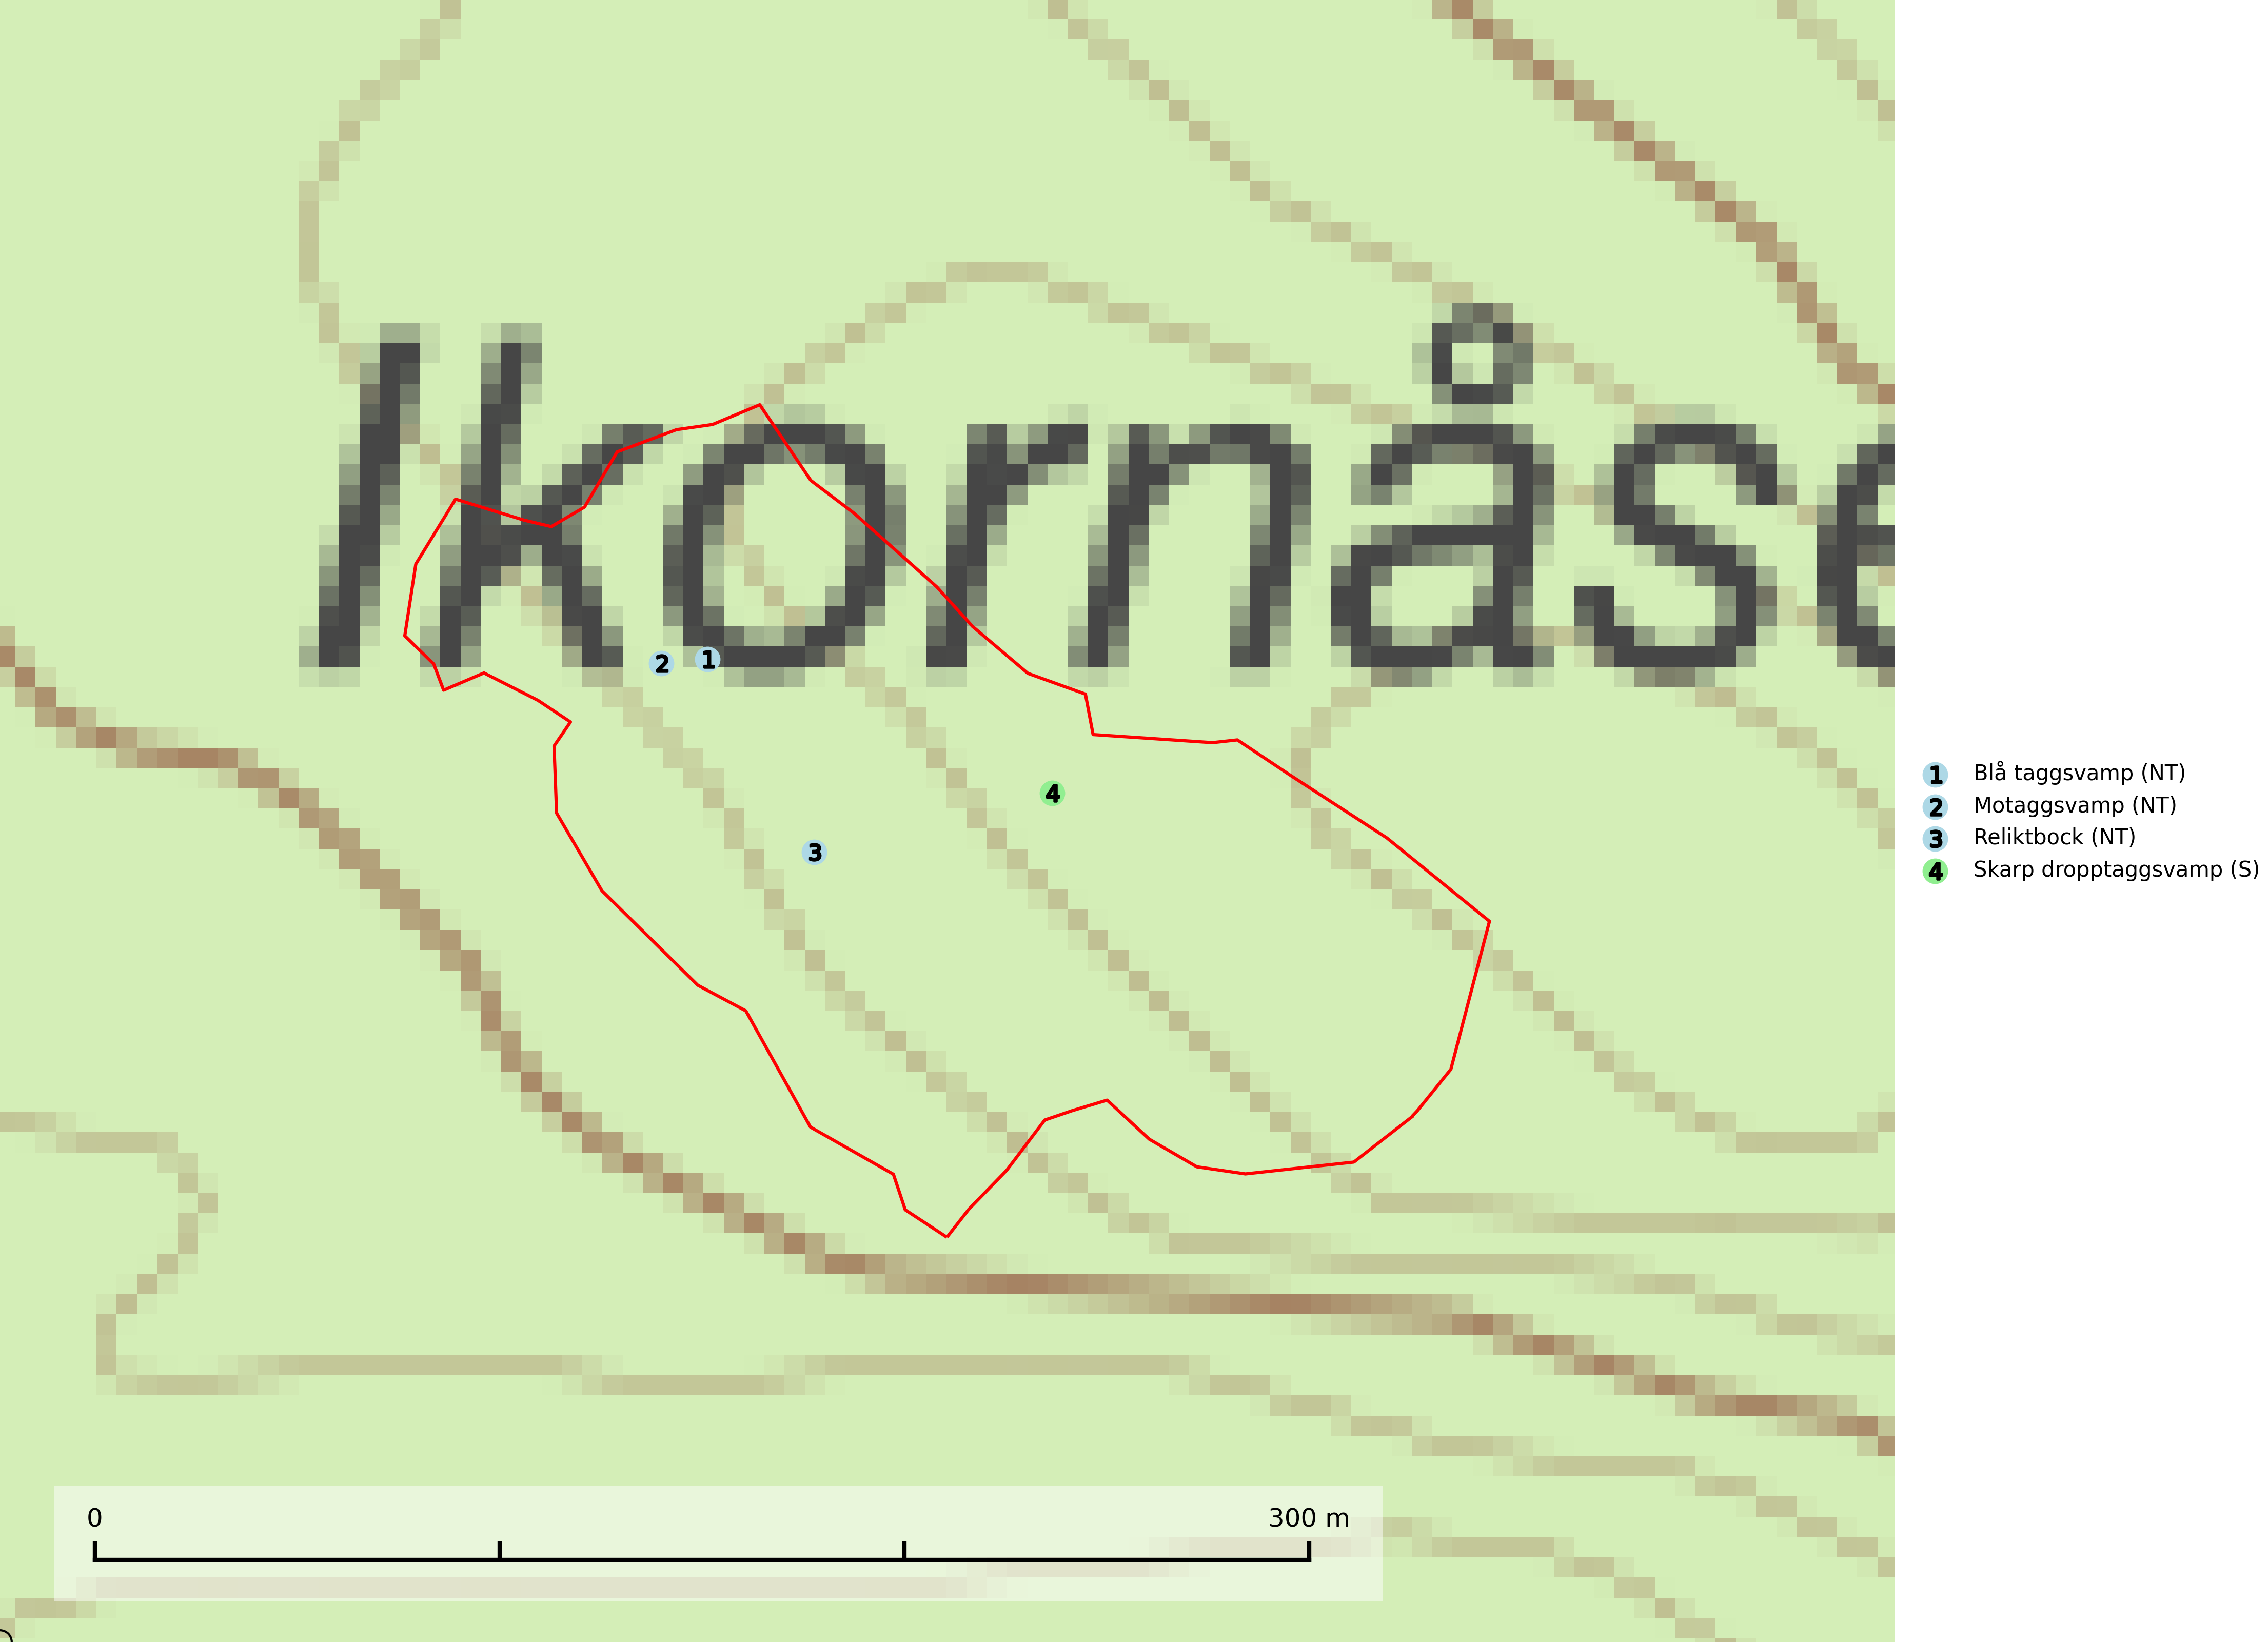 Ikornåse
1 Blå taggsvamp (NT)
2 Motaggsvamp (NT)
3 Reliktbock (NT)
4 Skarp dropptaggsvamp (S)
2 1
4
3
0 300 m